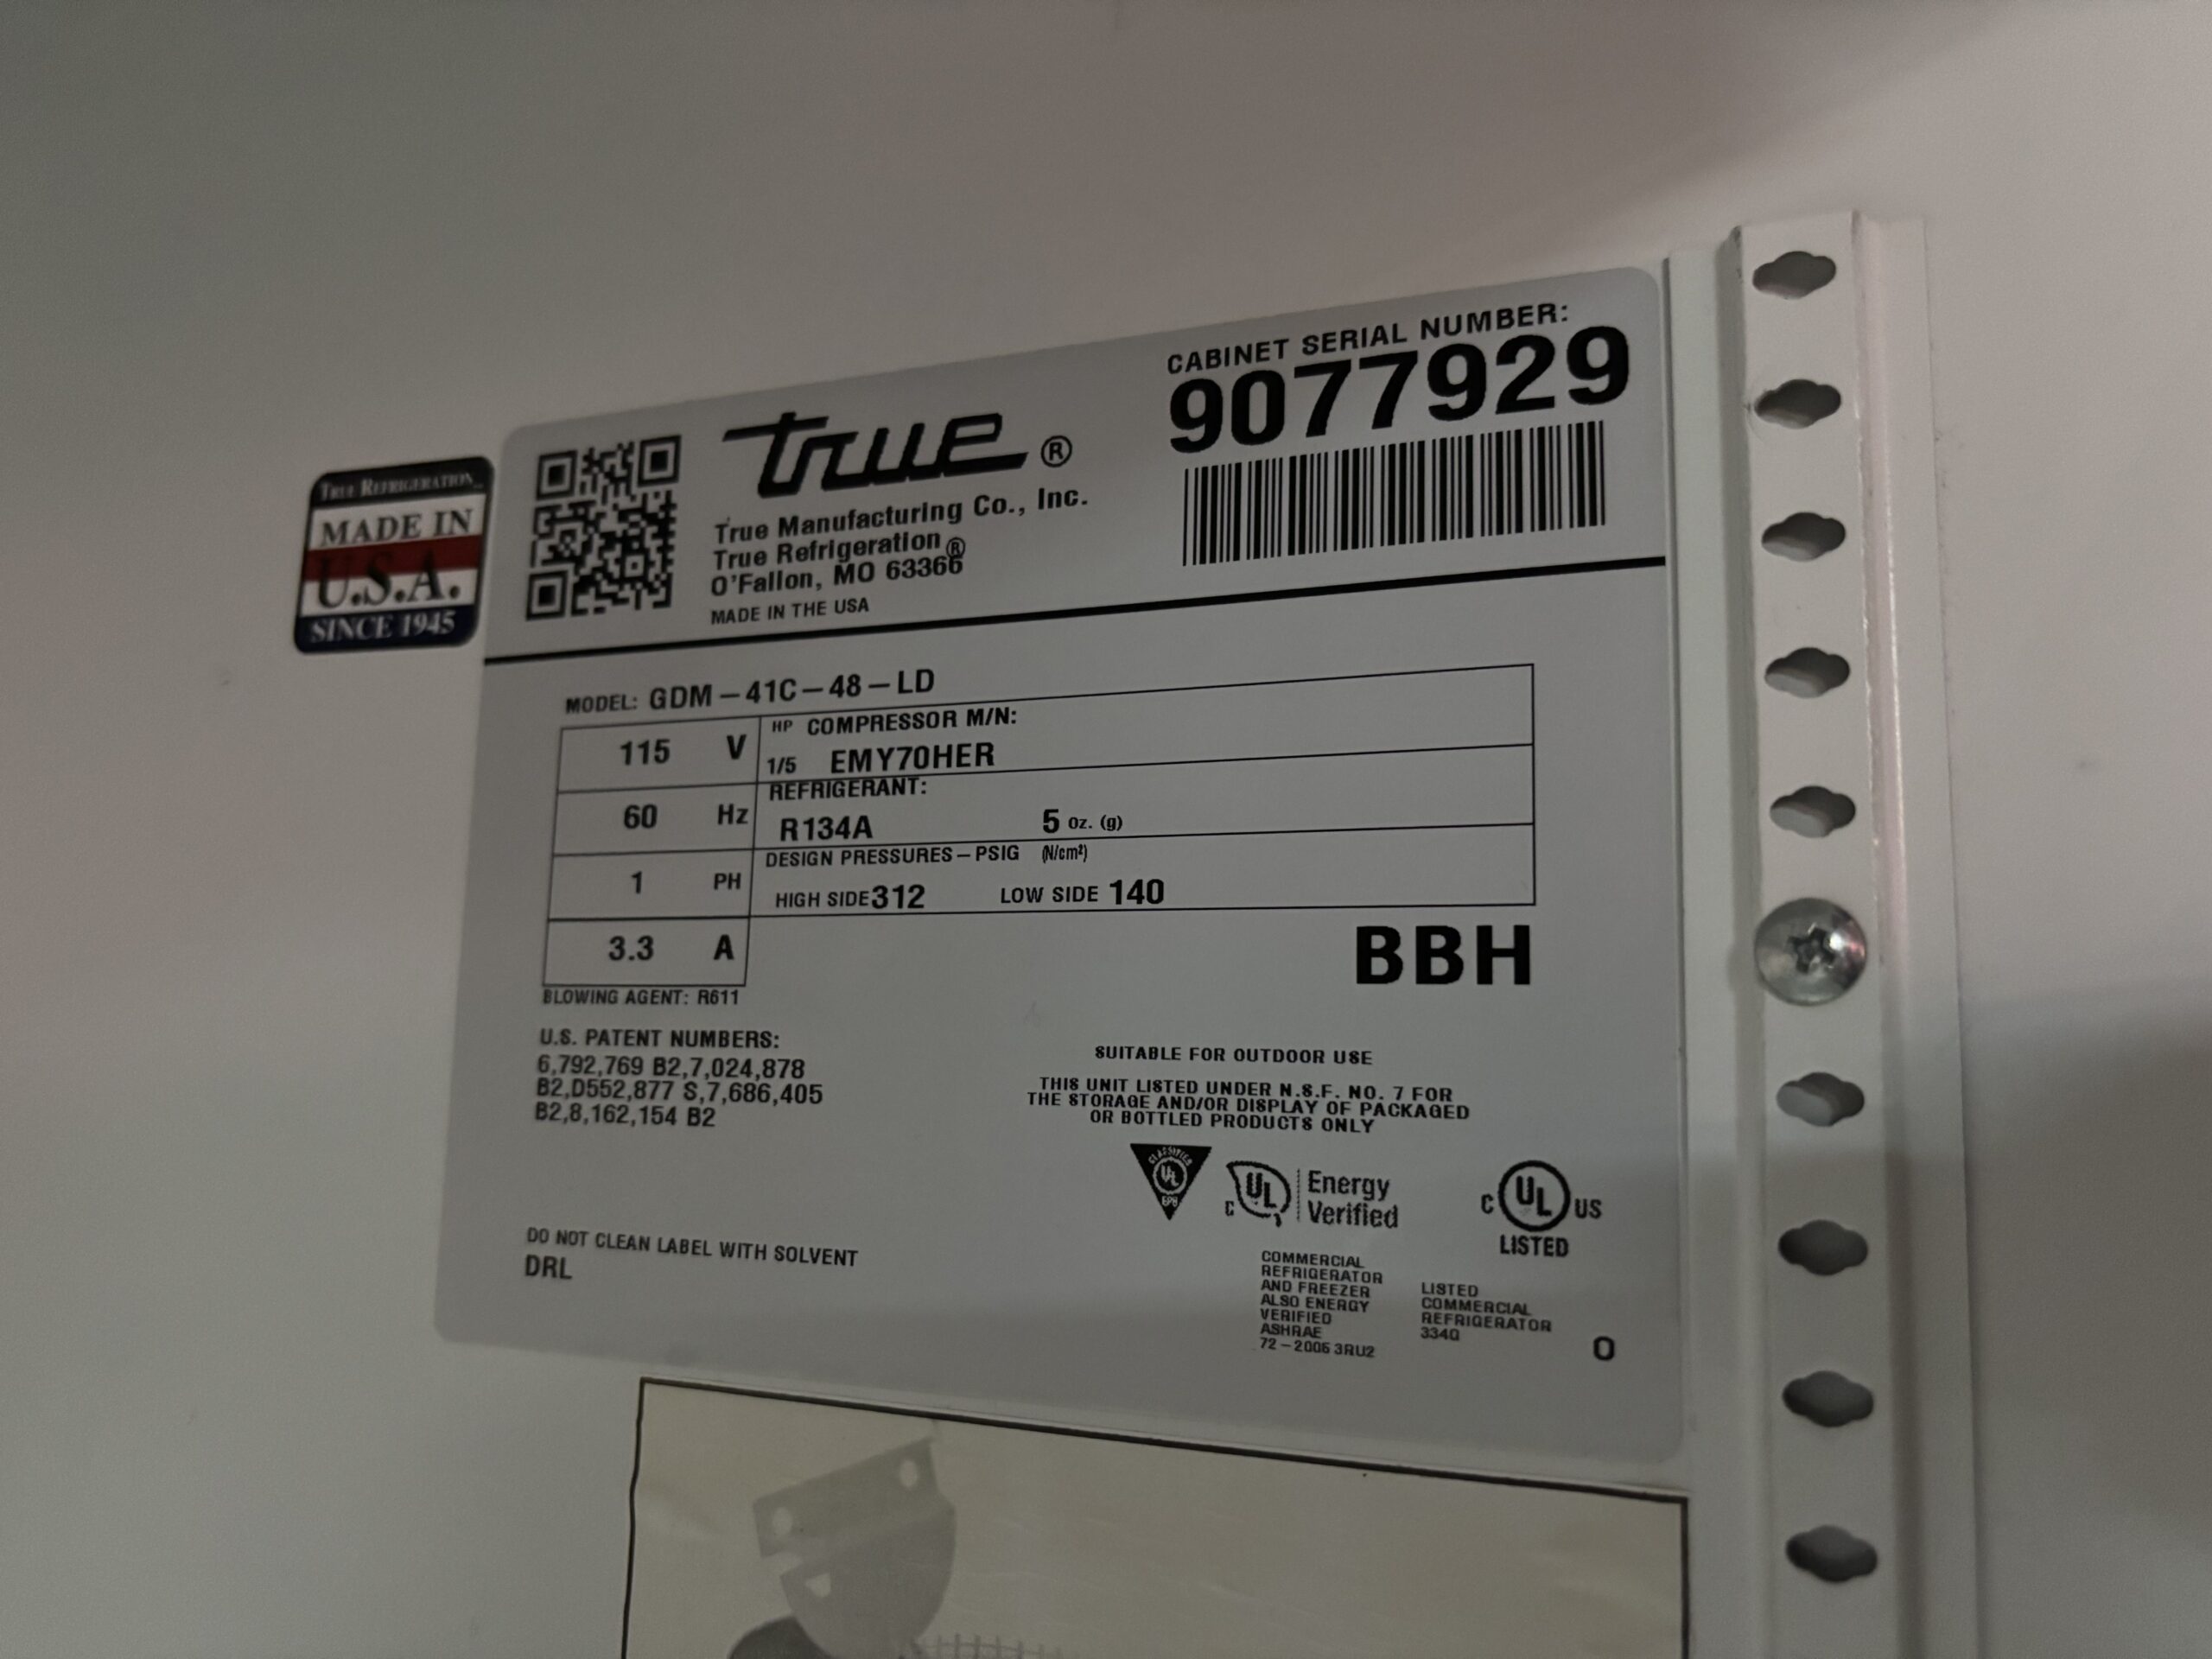 TRUE REFRIGERATION
MADE IN
U.S.A.
SINCE 1945
true®
True Manufacturing Co., Inc.
True Refrigeration®
O'Fallon, MO 63366
MADE IN THE USA
CABINET SERIAL NUMBER:
9077929
MODEL: GDM-41C-48-LD
115 V
HP COMPRESSOR M/N:
1/5 EMY70HER
60 Hz
REFRIGERANT:
R134A 5 oz. (g)
1 PH
DESIGN PRESSURES-PSIG (N/cm²)
HIGH SIDE 312 LOW SIDE 140
3.3 A
BBH
BLOWING AGENT: R611
U.S. PATENT NUMBERS:
6,792,769 B2,7,024,878
B2,D552,877 S,7,686,405
B2,8,162,154 B2
SUITABLE FOR OUTDOOR USE
THIS UNIT LISTED UNDER N.S.F. NO. 7 FOR
THE STORAGE AND/OR DISPLAY OF PACKAGED
OR BOTTLED PRODUCTS ONLY
CLASSIFIED
UL
EPH
C UL
Energy
Verified
C UL US
LISTED
COMMERCIAL
REFRIGERATOR
AND FREEZER
ALSO ENERGY
VERIFIED
ASHRAE
72-2005 3RU2
LISTED
COMMERCIAL
REFRIGERATOR
334Q
O
DO NOT CLEAN LABEL WITH SOLVENT
DRL